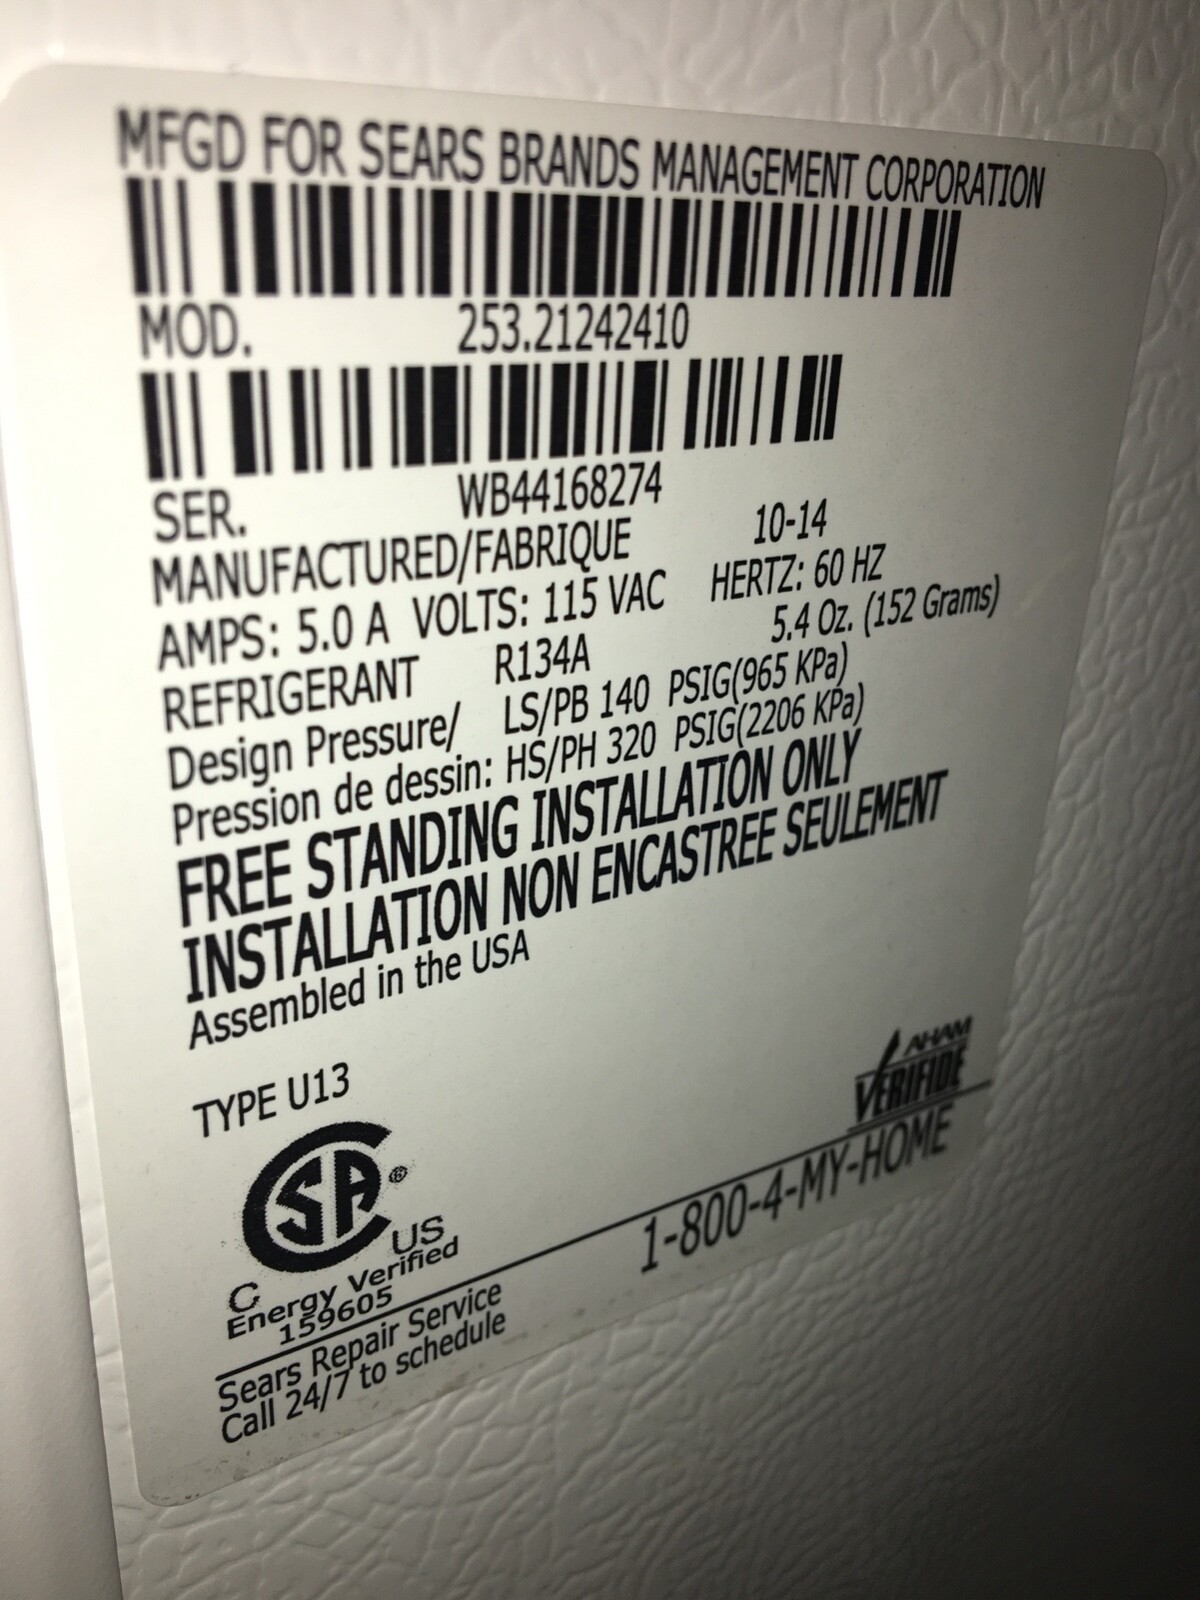 MFGD FOR SEARS BRANDS MANAGEMENT CORPORATION
MOD. 253.21242410
SER. WB44168274
MANUFACTURED/FABRIQUE 10-14
AMPS: 5.0 A VOLTS: 115 VAC HERTZ: 60 HZ
REFRIGERANT R134A 5.4 Oz. (152 Grams)
Design Pressure/ LS/PB 140 PSIG(965 KPa)
Pression de dessin: HS/PH 320 PSIG(2206 KPa)
FREE STANDING INSTALLATION ONLY
INSTALLATION NON ENCASTREE SEULEMENT
Assembled in the USA
TYPE U13
AHAM
VERIFIDE
CSA®
C US
Energy Verified
159605
Sears Repair Service 1-800-4-MY-HOME
Call 24/7 to schedule